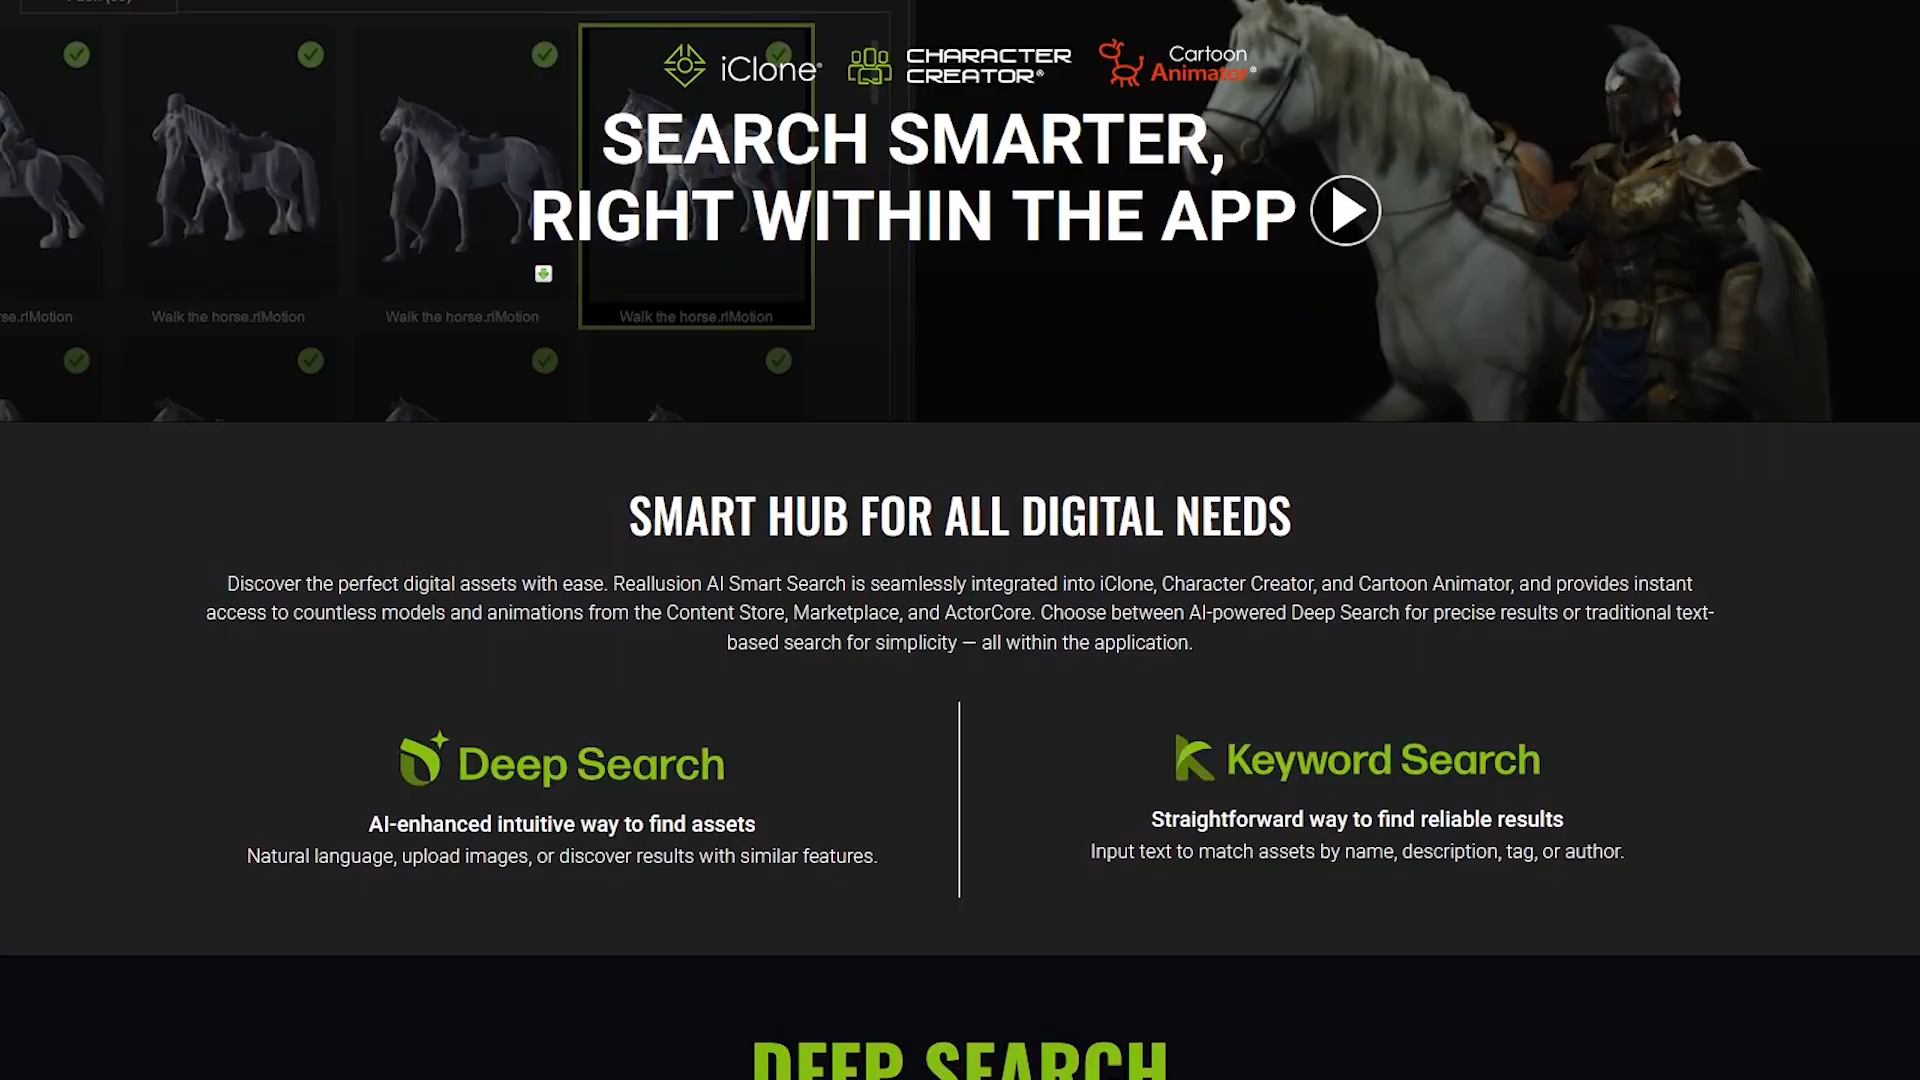 iClone®
CHARACTER
CREATOR®
Cartoon
Animator®
SEARCH SMARTER,
RIGHT WITHIN THE APP
se.rlMotion
Walk the horse.rlMotion
Walk the horse.rlMotion
Walk the horse.rlMotion
SMART HUB FOR ALL DIGITAL NEEDS
Discover the perfect digital assets with ease. Reallusion AI Smart Search is seamlessly integrated into iClone, Character Creator, and Cartoon Animator, and provides instant
access to countless models and animations from the Content Store, Marketplace, and ActorCore. Choose between AI-powered Deep Search for precise results or traditional text-
based search for simplicity — all within the application.
Deep Search
AI-enhanced intuitive way to find assets
Natural language, upload images, or discover results with similar features.
Keyword Search
Straightforward way to find reliable results
Input text to match assets by name, description, tag, or author.
DEEP SEARCH